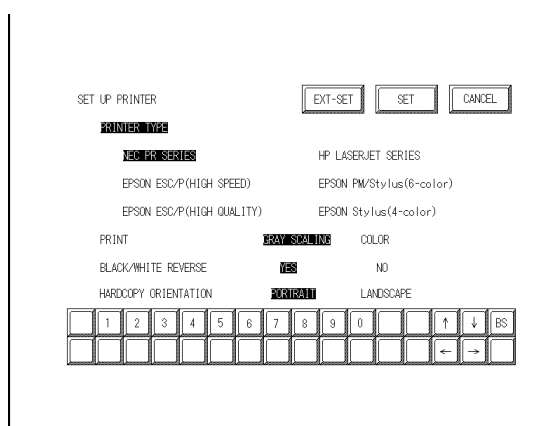 SET UP PRINTER EXT-SET SET CANCEL
PRINTER TYPE
NEC PR SERIES HP LASERJET SERIES
EPSON ESC/P(HIGH SPEED) EPSON PM/Stylus(6-color)
EPSON ESC/P(HIGH QUALITY) EPSON Stylus(4-color)
PRINT GRAY SCALING COLOR
BLACK/WHITE REVERSE YES NO
HARDCOPY ORIENTATION PORTRAIT LANDSCAPE
1 2 3 4 5 6 7 8 9 0 ↑ ↓ BS
← →